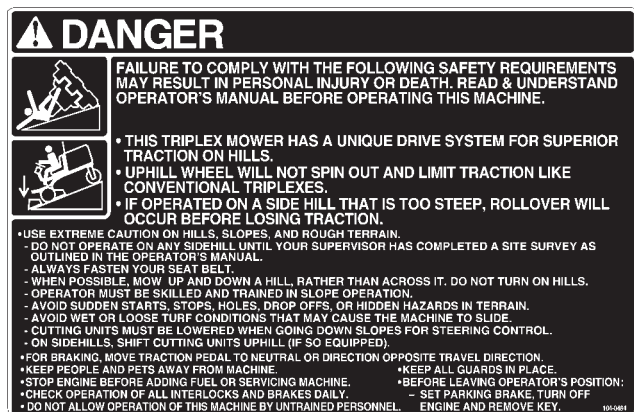 DANGER
FAILURE TO COMPLY WITH THE FOLLOWING SAFETY REQUIREMENTS
MAY RESULT IN PERSONAL INJURY OR DEATH. READ & UNDERSTAND
OPERATOR'S MANUAL BEFORE OPERATING THIS MACHINE.
• THIS TRIPLEX MOWER HAS A UNIQUE DRIVE SYSTEM FOR SUPERIOR
TRACTION ON HILLS.
• UPHILL WHEEL WILL NOT SPIN OUT AND LIMIT TRACTION LIKE
CONVENTIONAL TRIPLEXES.
• IF OPERATED ON A SIDE HILL THAT IS TOO STEEP, ROLLOVER WILL
OCCUR BEFORE LOSING TRACTION.
•USE EXTREME CAUTION ON HILLS, SLOPES, AND ROUGH TERRAIN.
- DO NOT OPERATE ON ANY SIDEHILL UNTIL YOUR SUPERVISOR HAS COMPLETED A SITE SURVEY AS
OUTLINED IN THE OPERATOR'S MANUAL.
- ALWAYS FASTEN YOUR SEAT BELT.
- WHEN POSSIBLE, MOW UP AND DOWN A HILL, RATHER THAN ACROSS IT. DO NOT TURN ON HILLS.
- OPERATOR MUST BE SKILLED AND TRAINED IN SLOPE OPERATION.
- AVOID SUDDEN STARTS, STOPS, HOLES, DROP OFFS, OR HIDDEN HAZARDS IN TERRAIN.
- AVOID WET OR LOOSE TURF CONDITIONS THAT MAY CAUSE THE MACHINE TO SLIDE.
- CUTTING UNITS MUST BE LOWERED WHEN GOING DOWN SLOPES FOR STEERING CONTROL.
- ON SIDEHILLS, SHIFT CUTTING UNITS UPHILL (IF SO EQUIPPED).
•FOR BRAKING, MOVE TRACTION PEDAL TO NEUTRAL OR DIRECTION OPPOSITE TRAVEL DIRECTION.
•KEEP PEOPLE AND PETS AWAY FROM MACHINE.
•STOP ENGINE BEFORE ADDING FUEL OR SERVICING MACHINE.
•CHECK OPERATION OF ALL INTERLOCKS AND BRAKES DAILY.
• DO NOT ALLOW OPERATION OF THIS MACHINE BY UNTRAINED PERSONNEL.
•KEEP ALL GUARDS IN PLACE.
•BEFORE LEAVING OPERATOR'S POSITION:
- SET PARKING BRAKE, TURN OFF
ENGINE AND REMOVE KEY.